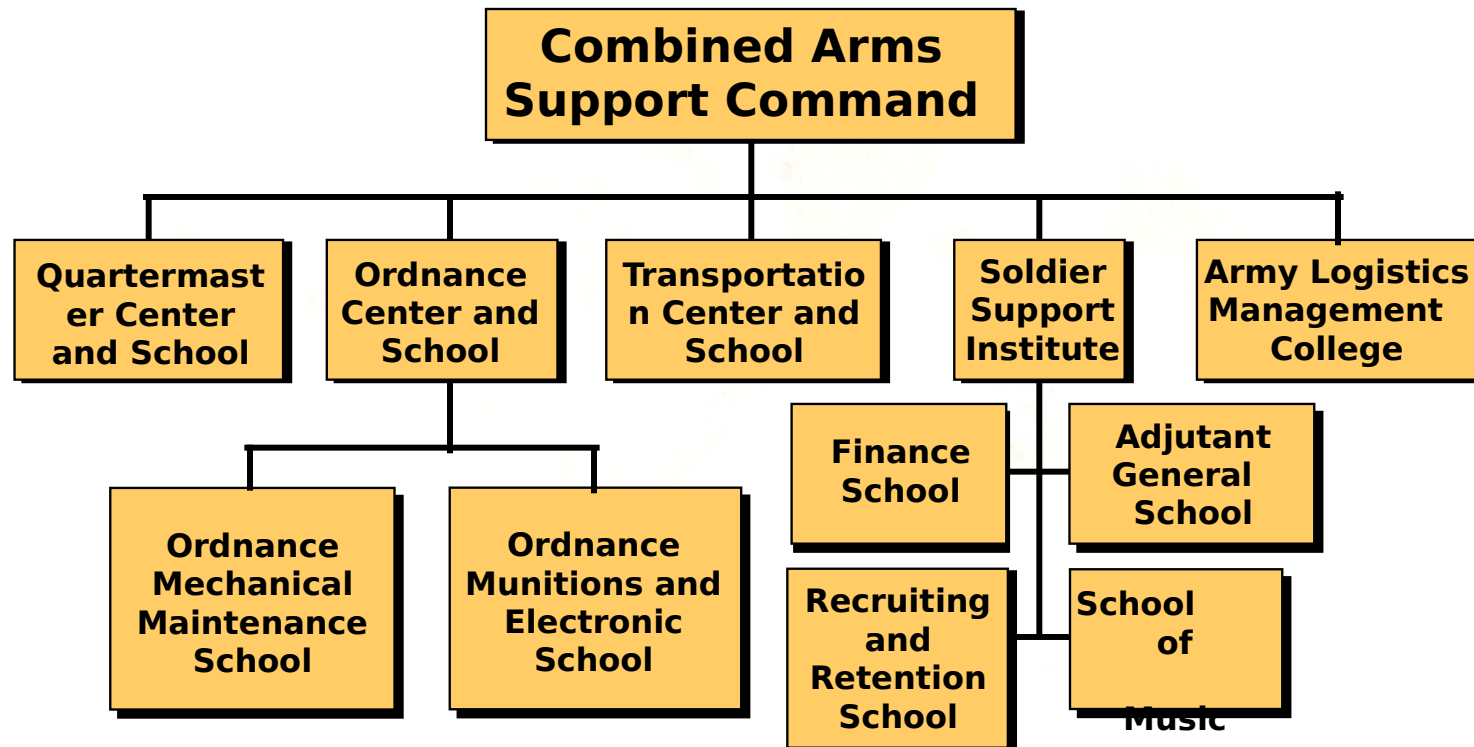 Combined Arms
Support Command
Quartermast
er Center
and School
Ordnance
Center and
School
Transportatio
n Center and
School
Soldier
Support
Institute
Army Logistics
Management
College
Finance
School
Adjutant
General
School
Ordnance
Mechanical
Maintenance
School
Ordnance
Munitions and
Electronic
School
Recruiting
and
Retention
School
School
of
Music